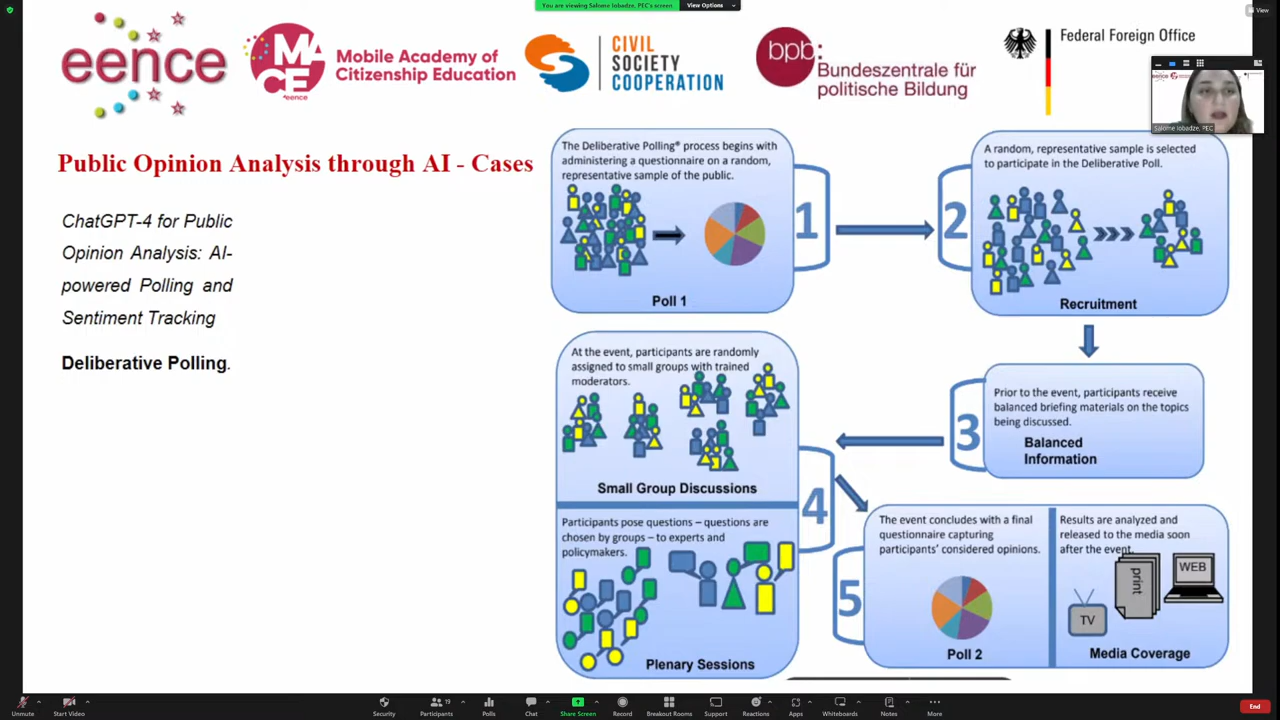 You are viewing Salome Iobadze, PEC's screen
View Options
View
eence
MACE
eence
Mobile Academy of
Citizenship Education
CIVIL
SOCIETY
COOPERATION
bpb:
Bundeszentrale für
politische Bildung
Federal Foreign Office
Salome Iobadze, PEC
Public Opinion Analysis through AI - Cases
ChatGPT-4 for Public
Opinion Analysis: AI-
powered Polling and
Sentiment Tracking
Deliberative Polling.
The Deliberative Polling® process begins with
administering a questionnaire on a random,
representative sample of the public.
Poll 1
1
2
A random, representative sample is selected
to participate in the Deliberative Poll.
Recruitment
3
Prior to the event, participants receive
balanced briefing materials on the topics
being discussed.
Balanced
Information
At the event, participants are randomly
assigned to small groups with trained
moderators.
Small Group Discussions
4
Participants pose questions – questions are
chosen by groups – to experts and
policymakers.
Plenary Sessions
5
The event concludes with a final
questionnaire capturing
participants' considered opinions.
Poll 2
Results are analyzed and
released to the media soon
after the event.
TV
print
WEB
Media Coverage
Unmute
Start Video
Security
Participants
19
Polls
Chat
Share Screen
Record
Breakout Rooms
Support
Reactions
Apps
Whiteboards
Notes
More
End